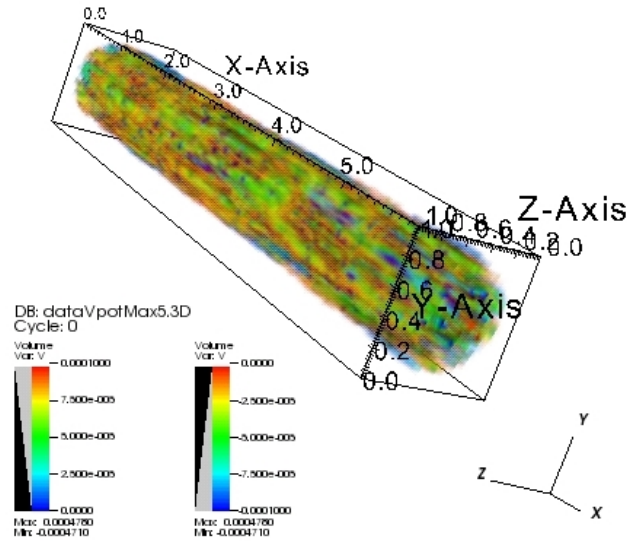 0.0
1.0
2.0
X-Axis
3.0
4.0
5.0
Z-Axis
1.0
1.0 0.8 0.6 0.4 0.2 0.0
0.8
0.6
Y-Axis
0.4
0.2
0.0
DB: dataVpotMax5.3D
Cycle: 0
Volume
Var: V
0.0001000
7.500e-005
5.000e-005
2.500e-005
0.0000
Max: 0.0004780
Min: -0.0004710
Volume
Var: V
0.0000
-2.500e-005
-5.000e-005
-7.500e-005
-0.0001000
Max: 0.0004780
Min: -0.0004710
Y
Z
X